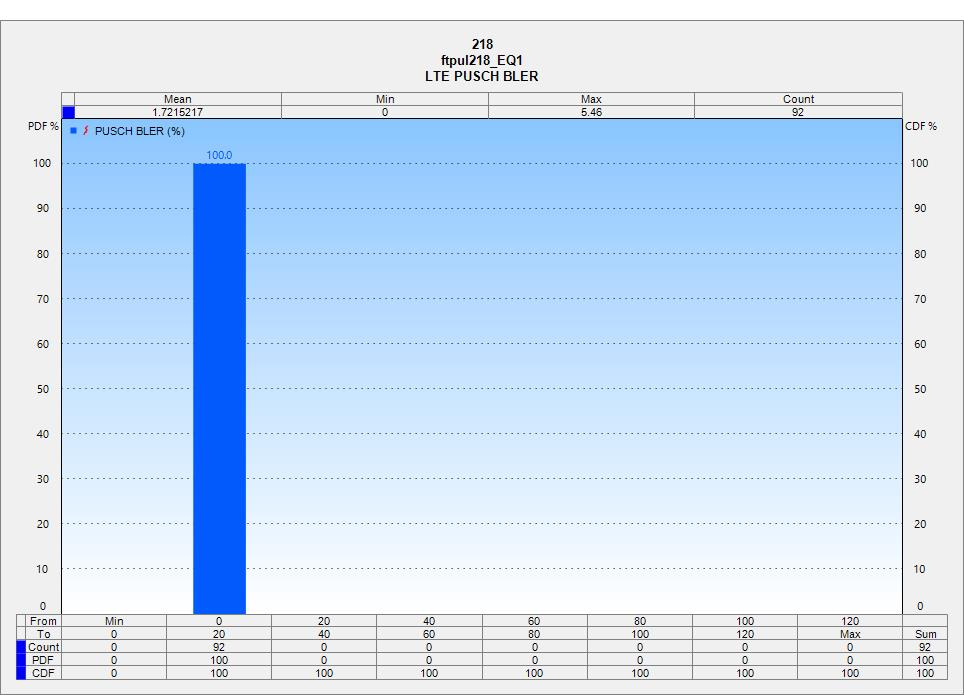 218
ftpul218_EQ1
LTE PUSCH BLER
Mean Min Max Count
1.7215217 0 5.46 92
PDF % CDF %
PUSCH BLER (%)
100.0
100 100
90 90
80 80
70 70
60 60
50 50
40 40
30 30
20 20
10 10
0 0
From Min 0 20 40 60 80 100 120
To 0 20 40 60 80 100 120 Max Sum
Count 0 92 0 0 0 0 0 0 92
PDF 0 100 0 0 0 0 0 0 100
CDF 0 100 100 100 100 100 100 100 100